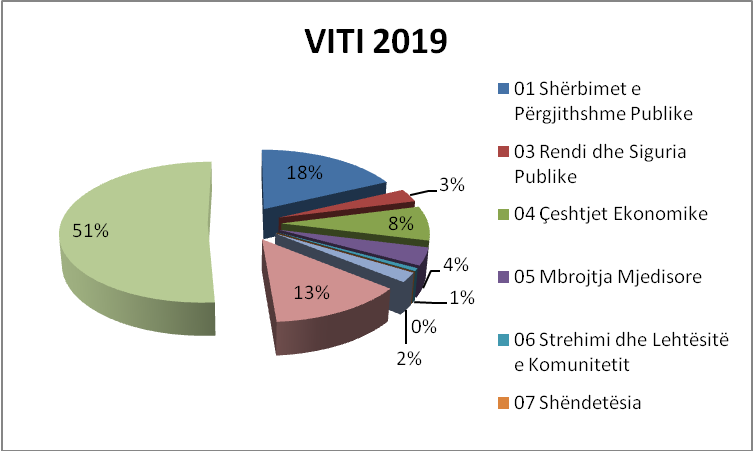 VITI 2019
18%
3%
8%
4%
1%
0%
2%
13%
51%
01 Shërbimet e
Përgjithshme Publike
03 Rendi dhe Siguria
Publike
04 Çeshtjet Ekonomike
05 Mbrojtja Mjedisore
06 Strehimi dhe Lehtësitë
e Komunitetit
07 Shëndetësia